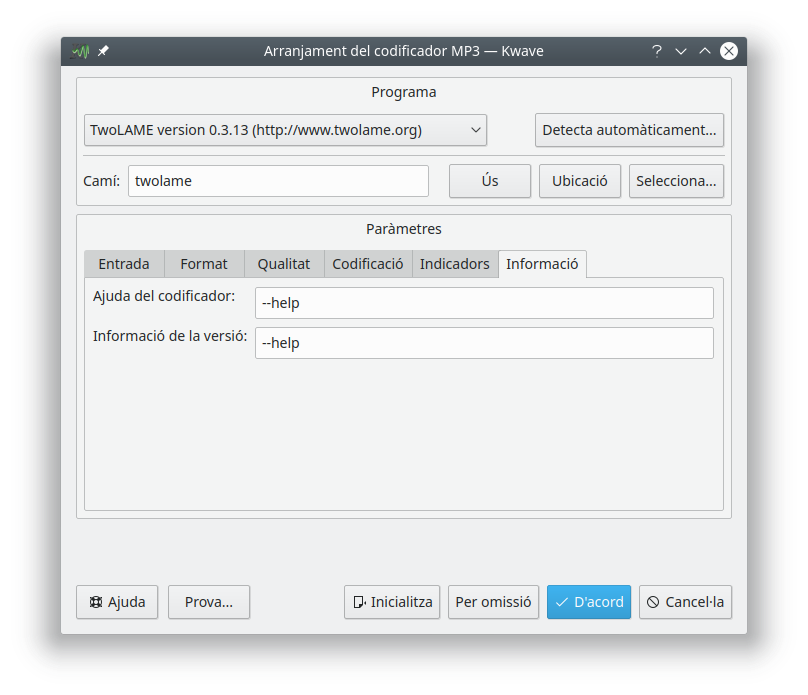 Arranjament del codificador MP3 — Kwave
Programa
TwoLAME version 0.3.13 (http://www.twolame.org)
Detecta automàticament...
Camí:
twolame
Ús
Ubicació
Selecciona...
Paràmetres
Entrada
Format
Qualitat
Codificació
Indicadors
Informació
Ajuda del codificador:
--help
Informació de la versió:
--help
Ajuda
Prova...
Inicialitza
Per omissió
D'acord
Cancel·la